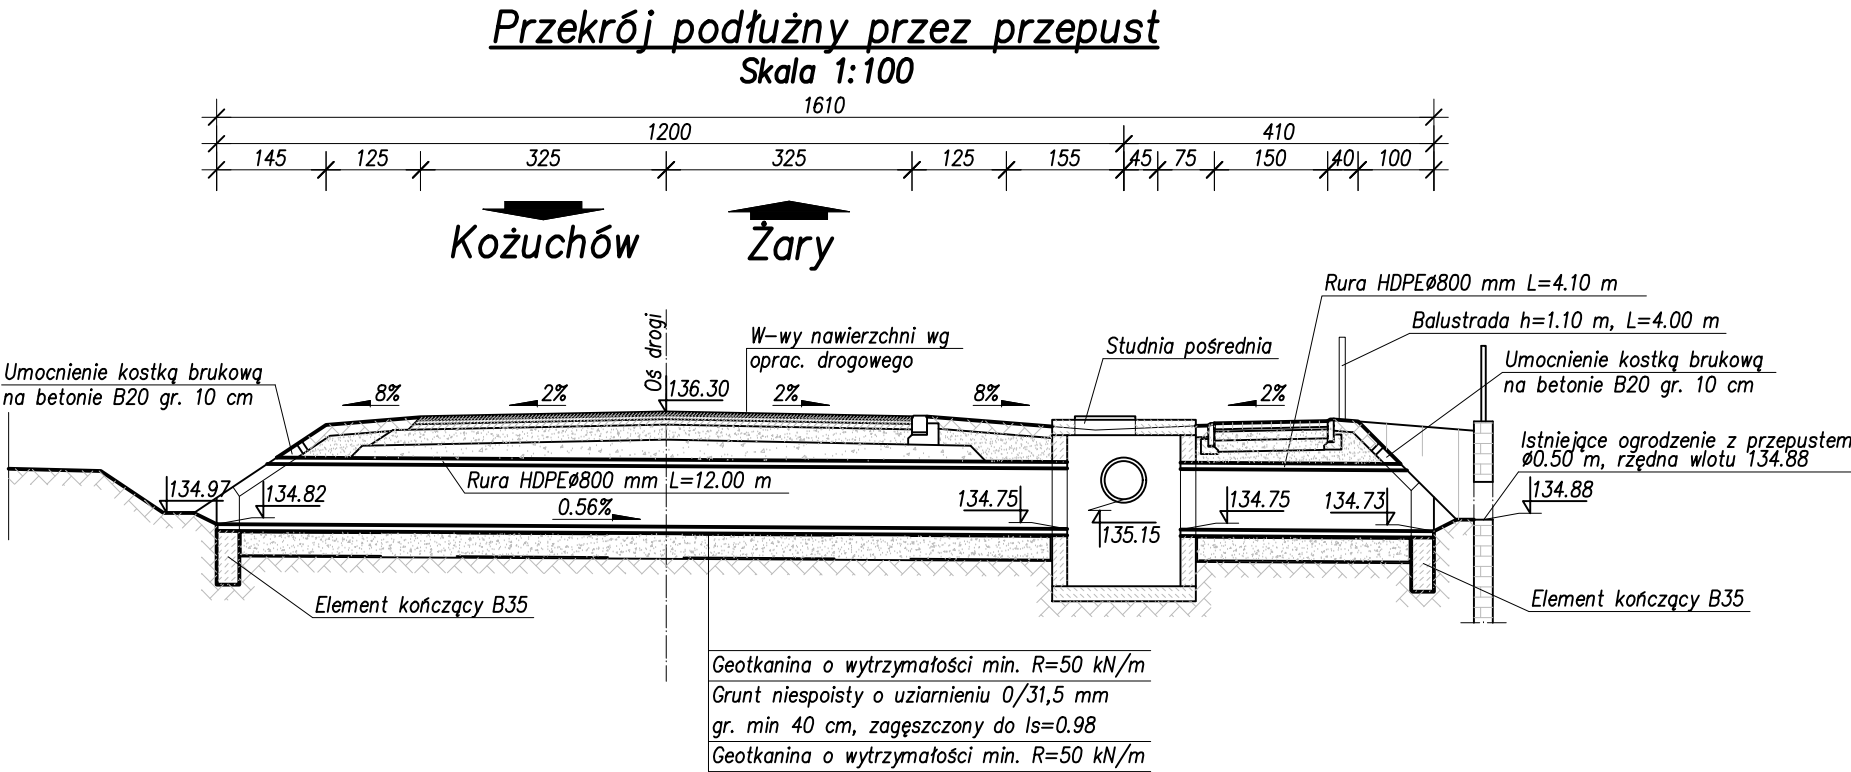 Przekrój podłużny przez przepust
Skala 1:100
1610
1200 410
145 125 325 325 125 155 45 75 150 40 100
Kożuchów Żary
Rura HDPEø800 mm L=4.10 m
Balustrada h=1.10 m, L=4.00 m
Oś drogi
W-wy nawierzchni wg
oprac. drogowego
Studnia pośrednia
Umocnienie kostką brukową
na betonie B20 gr. 10 cm
Umocnienie kostką brukową
na betonie B20 gr. 10 cm
8% 2% 136.30 2% 8% 2%
Istniejące ogrodzenie z przepustem
ø0.50 m, rzędna wlotu 134.88
134.97 134.82
Rura HDPEø800 mm L=12.00 m
0.56%
134.75 135.15 134.75 134.73 134.88
Element kończący B35
Element kończący B35
Geotkanina o wytrzymałości min. R=50 kN/m
Grunt niespoisty o uziarnieniu 0/31,5 mm
gr. min 40 cm, zagęszczony do Is=0.98
Geotkanina o wytrzymałości min. R=50 kN/m